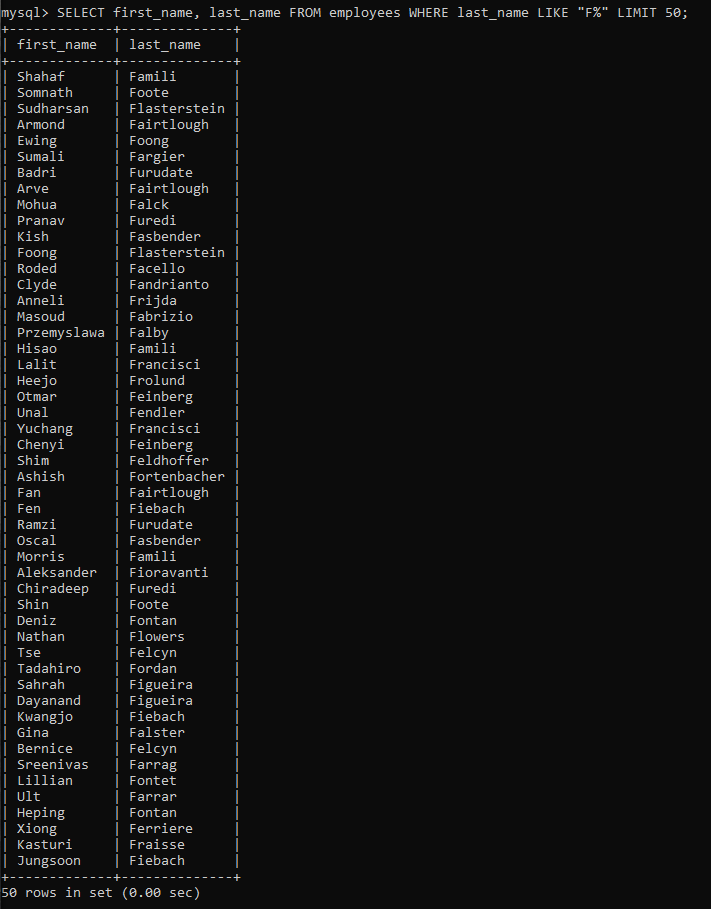 mysql> SELECT first_name, last_name FROM employees WHERE last_name LIKE "F%" LIMIT 50;
+-------------+--------------+
| first_name  | last_name    |
+-------------+--------------+
| Shahaf      | Famili       |
| Somnath     | Foote        |
| Sudharsan   | Flasterstein |
| Armond      | Fairtlough   |
| Ewing       | Foong        |
| Sumali      | Fargier      |
| Badri       | Furudate     |
| Arve        | Fairtlough   |
| Mohua       | Falck        |
| Pranav      | Furedi       |
| Kish        | Fasbender    |
| Foong       | Flasterstein |
| Roded       | Facello      |
| Clyde       | Fandrianto   |
| Anneli      | Frijda       |
| Masoud      | Fabrizio     |
| Przemyslawa | Falby        |
| Hisao       | Famili       |
| Lalit       | Francisci    |
| Heejo       | Frolund      |
| Otmar       | Feinberg     |
| Unal        | Fendler      |
| Yuchang     | Francisci    |
| Chenyi      | Feinberg     |
| Shim        | Feldhoffer   |
| Ashish      | Fortenbacher |
| Fan         | Fairtlough   |
| Fen         | Fiebach      |
| Ramzi       | Furudate     |
| Oscal       | Fasbender    |
| Morris      | Famili       |
| Aleksander  | Fioravanti   |
| Chiradeep   | Furedi       |
| Shin        | Foote        |
| Deniz       | Fontan       |
| Nathan      | Flowers      |
| Tse         | Felcyn       |
| Tadahiro    | Fordan       |
| Sahrah      | Figueira     |
| Dayanand    | Figueira     |
| Kwangjo     | Fiebach      |
| Gina        | Falster      |
| Bernice     | Felcyn       |
| Sreenivas   | Farrag       |
| Lillian     | Fontet       |
| Ult         | Farrar       |
| Heping      | Fontan       |
| Xiong       | Ferriere     |
| Kasturi     | Fraisse      |
| Jungsoon    | Fiebach      |
+-------------+--------------+
50 rows in set (0.00 sec)